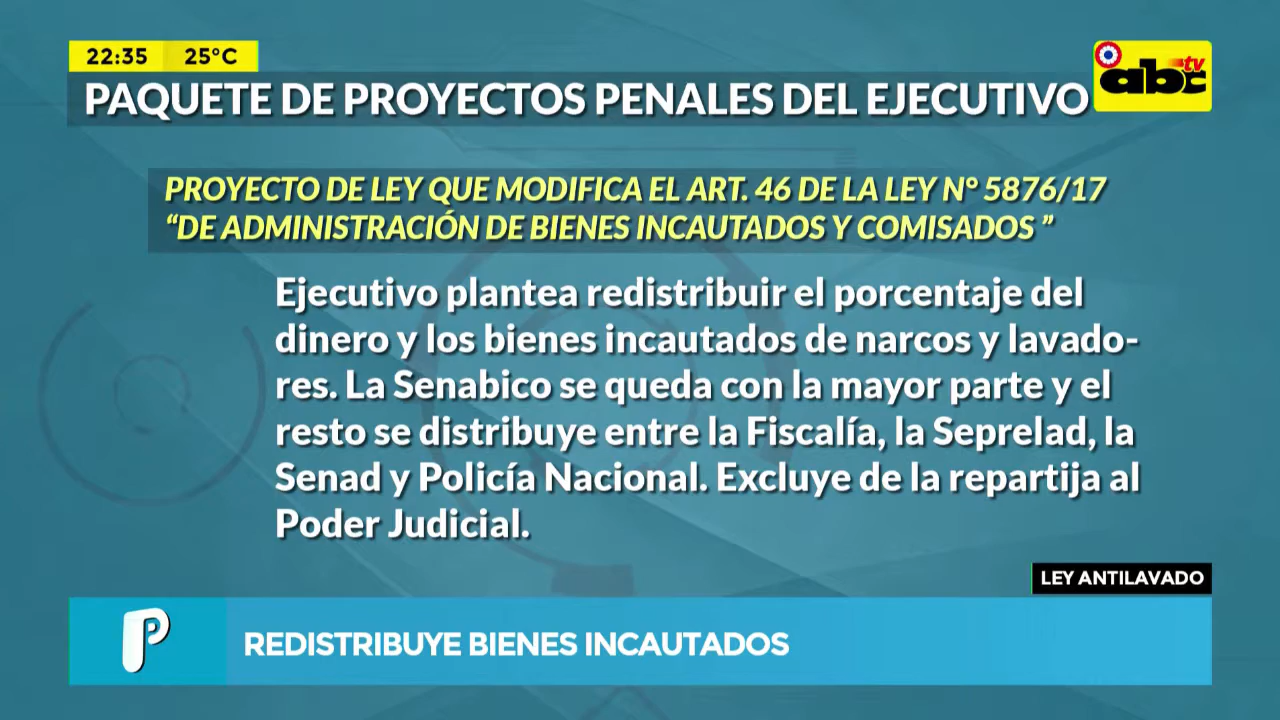 22:35 25°C
abc tv
PAQUETE DE PROYECTOS PENALES DEL EJECUTIVO
PROYECTO DE LEY QUE MODIFICA EL ART. 46 DE LA LEY N° 5876/17
“DE ADMINISTRACIÓN DE BIENES INCAUTADOS Y COMISADOS ”
Ejecutivo plantea redistribuir el porcentaje del
dinero y los bienes incautados de narcos y lavado-
res. La Senabico se queda con la mayor parte y el
resto se distribuye entre la Fiscalía, la Seprelad, la
Senad y Policía Nacional. Excluye de la repartija al
Poder Judicial.
LEY ANTILAVADO
P
REDISTRIBUYE BIENES INCAUTADOS